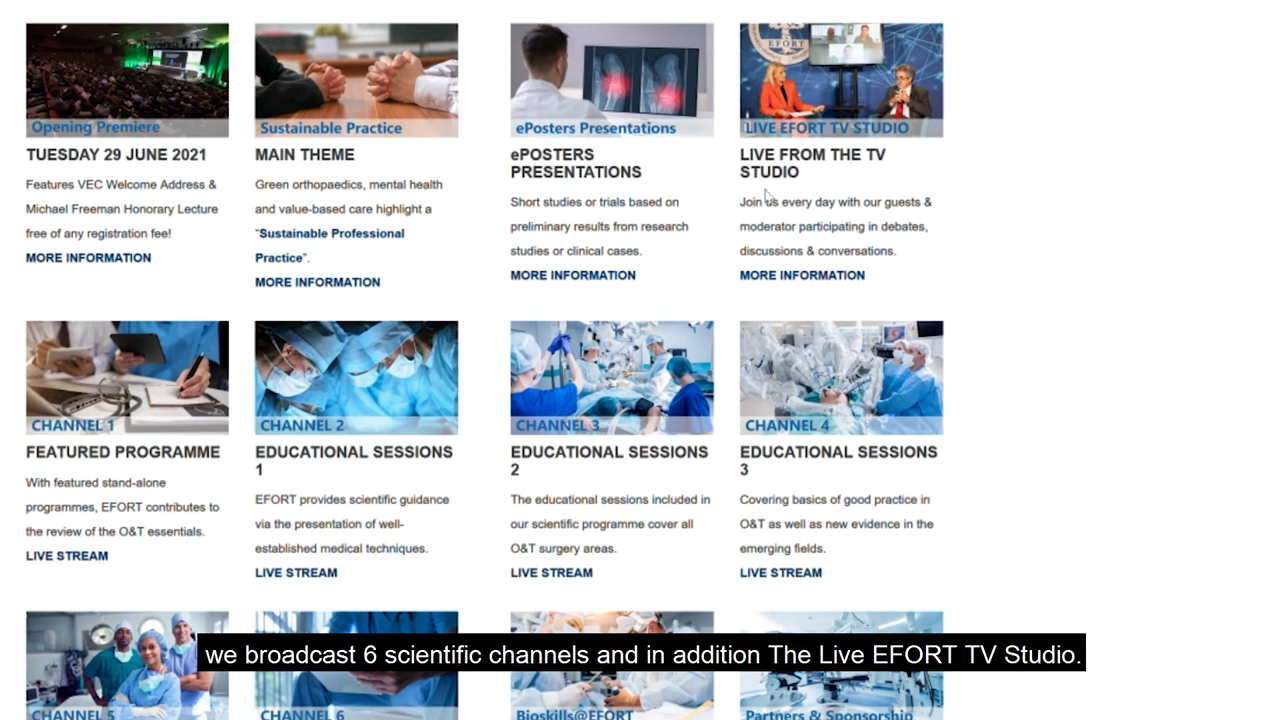 EFORT
Opening Premiere
TUESDAY 29 JUNE 2021
Features VEC Welcome Address &
Michael Freeman Honorary Lecture
free of any registration fee!
MORE INFORMATION
Sustainable Practice
MAIN THEME
Green orthopaedics, mental health
and value-based care highlight a
"Sustainable Professional
Practice".
MORE INFORMATION
ePosters Presentations
ePOSTERS
PRESENTATIONS
Short studies or trials based on
preliminary results from research
studies or clinical cases.
MORE INFORMATION
LIVE EFORT TV STUDIO
LIVE FROM THE TV
STUDIO
Join us every day with our guests &
moderator participating in debates,
discussions & conversations.
MORE INFORMATION
CHANNEL 1
FEATURED PROGRAMME
With featured stand-alone
programmes, EFORT contributes to
the review of the O&T essentials.
LIVE STREAM
CHANNEL 2
EDUCATIONAL SESSIONS
1
EFORT provides scientific guidance
via the presentation of well-
established medical techniques.
LIVE STREAM
CHANNEL 3
EDUCATIONAL SESSIONS
2
The educational sessions included in
our scientific programme cover all
O&T surgery areas.
LIVE STREAM
CHANNEL 4
EDUCATIONAL SESSIONS
3
Covering basics of good practice in
O&T as well as new evidence in the
emerging fields.
LIVE STREAM
we broadcast 6 scientific channels and in addition The Live EFORT TV Studio.
CHANNEL 5
CHANNEL 6
Bioskills@EFORT
Partners & Sponsorship